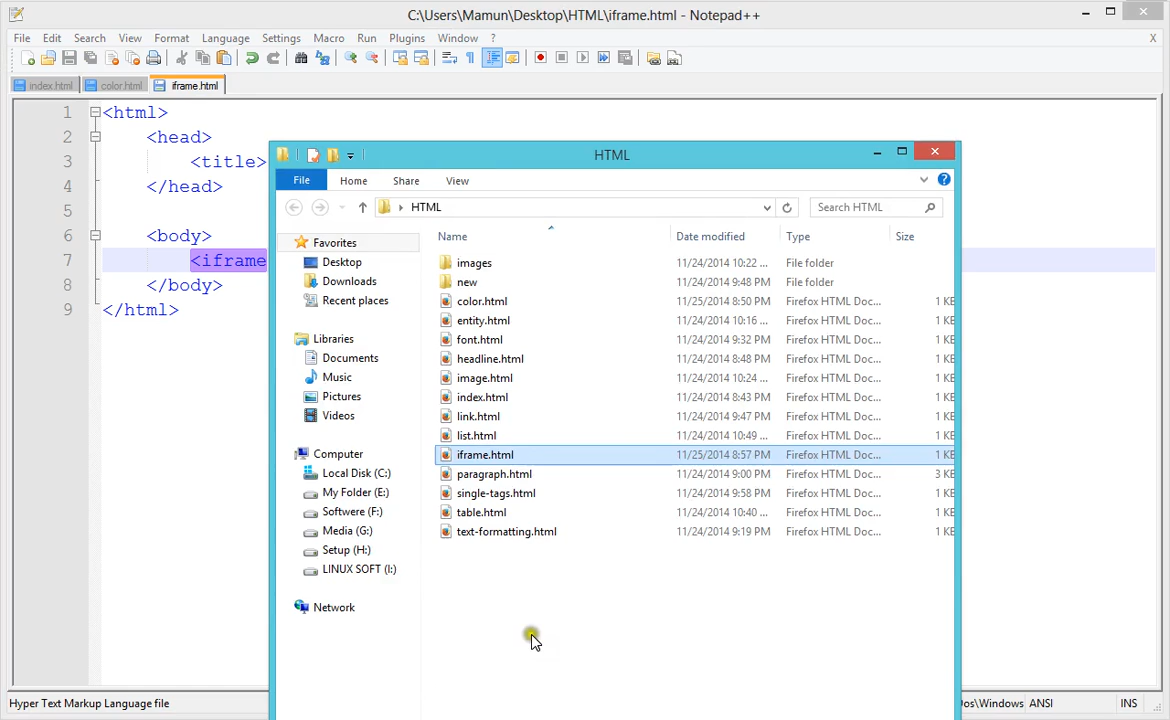 C:\Users\Mamun\Desktop\HTML\iframe.html - Notepad++
File Edit Search View Format Language Settings Macro Run Plugins Window ? X
index.html color.html iframe.html
1 <html>
2 <head>
3 <title>
4 </head>
5
6 <body>
7 <iframe
8 </body>
9 </html>
HTML
File Home Share View
HTML Search HTML
Name Date modified Type Size
Favorites
Desktop
Downloads
Recent places
Libraries
Documents
Music
Pictures
Videos
Computer
Local Disk (C:)
My Folder (E:)
Softwere (F:)
Media (G:)
Setup (H:)
LINUX SOFT (I:)
Network
images 11/24/2014 10:22 ... File folder
new 11/24/2014 9:48 PM File folder
color.html 11/25/2014 8:50 PM Firefox HTML Doc... 1 KB
entity.html 11/24/2014 10:16 ... Firefox HTML Doc... 1 KB
font.html 11/24/2014 9:32 PM Firefox HTML Doc... 1 KB
headline.html 11/24/2014 8:48 PM Firefox HTML Doc... 1 KB
image.html 11/24/2014 10:24 ... Firefox HTML Doc... 1 KB
index.html 11/24/2014 8:43 PM Firefox HTML Doc... 1 KB
link.html 11/24/2014 9:47 PM Firefox HTML Doc... 1 KB
list.html 11/24/2014 10:49 ... Firefox HTML Doc... 1 KB
iframe.html 11/25/2014 8:57 PM Firefox HTML Doc... 1 KB
paragraph.html 11/24/2014 9:00 PM Firefox HTML Doc... 3 KB
single-tags.html 11/24/2014 9:58 PM Firefox HTML Doc... 1 KB
table.html 11/24/2014 10:40 ... Firefox HTML Doc... 1 KB
text-formatting.html 11/24/2014 9:19 PM Firefox HTML Doc... 1 KB
Hyper Text Markup Language file Dos\Windows ANSI INS